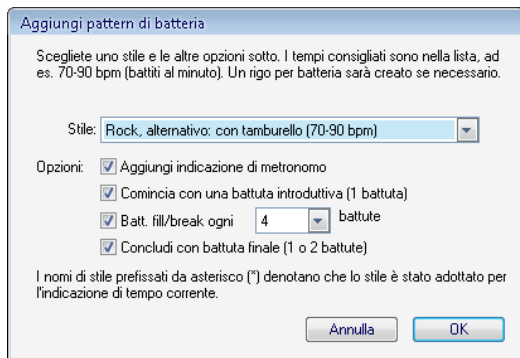 Aggiungi pattern di batteria
Scegliete uno stile e le altre opzioni sotto. I tempi consigliati sono nella lista, ad
es. 70-90 bpm (battiti al minuto). Un rigo per batteria sarà creato se necessario.
Stile: Rock, alternativo: con tamburello (70-90 bpm)
Opzioni: Aggiungi indicazione di metronomo
Comincia con una battuta introduttiva (1 battuta)
Batt. fill/break ogni 4 battute
Concludi con battuta finale (1 o 2 battute)
I nomi di stile prefissati da asterisco (*) denotano che lo stile è stato adottato per
l'indicazione di tempo corrente.
Annulla OK